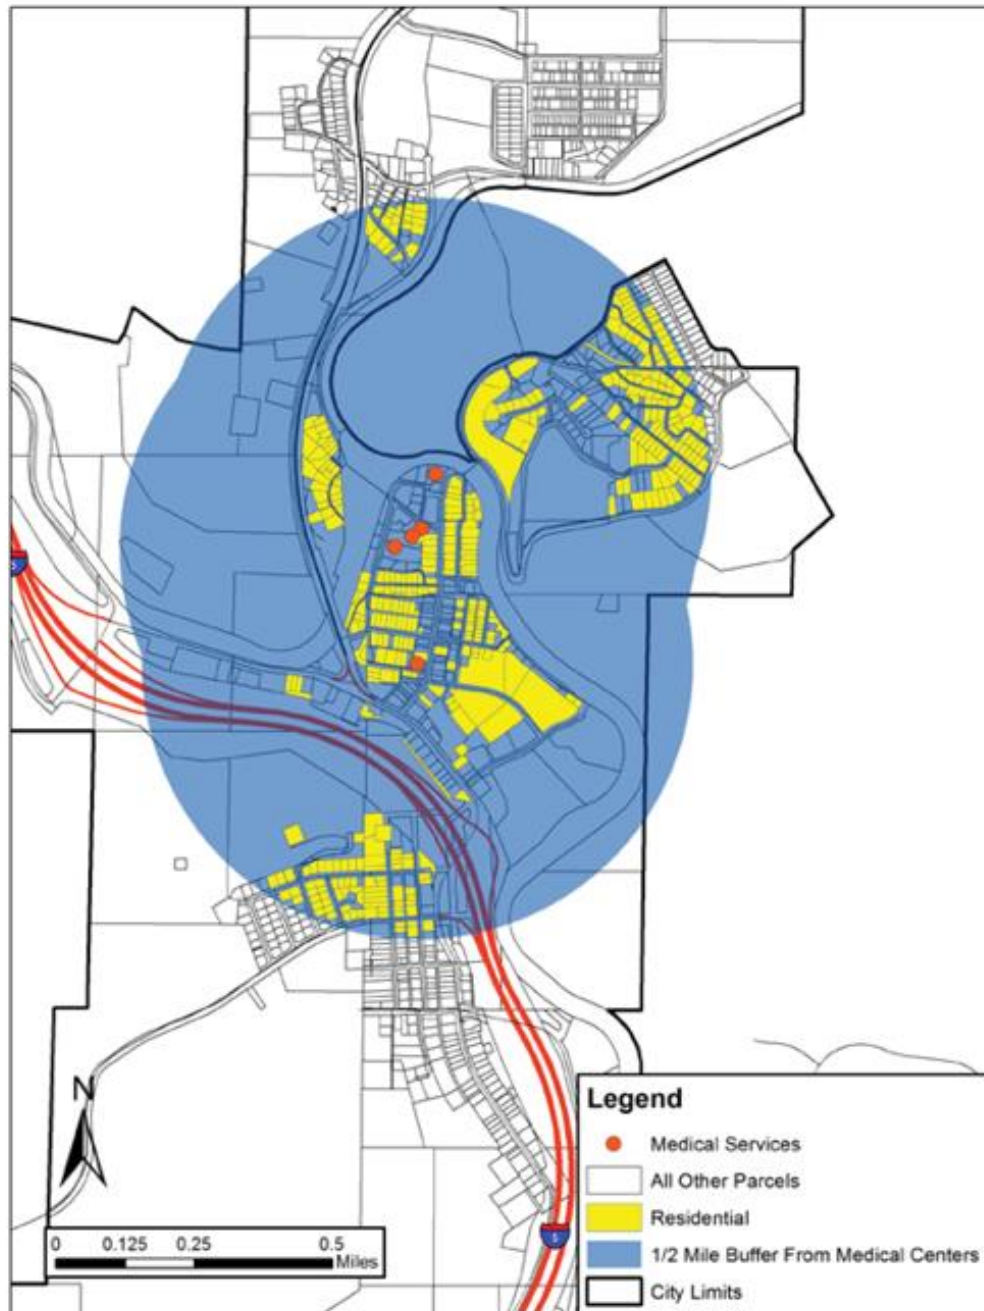 5
N
0 0.125 0.25 0.5
Miles
Legend
Medical Services
All Other Parcels
Residential
1/2 Mile Buffer From Medical Centers
City Limits
5